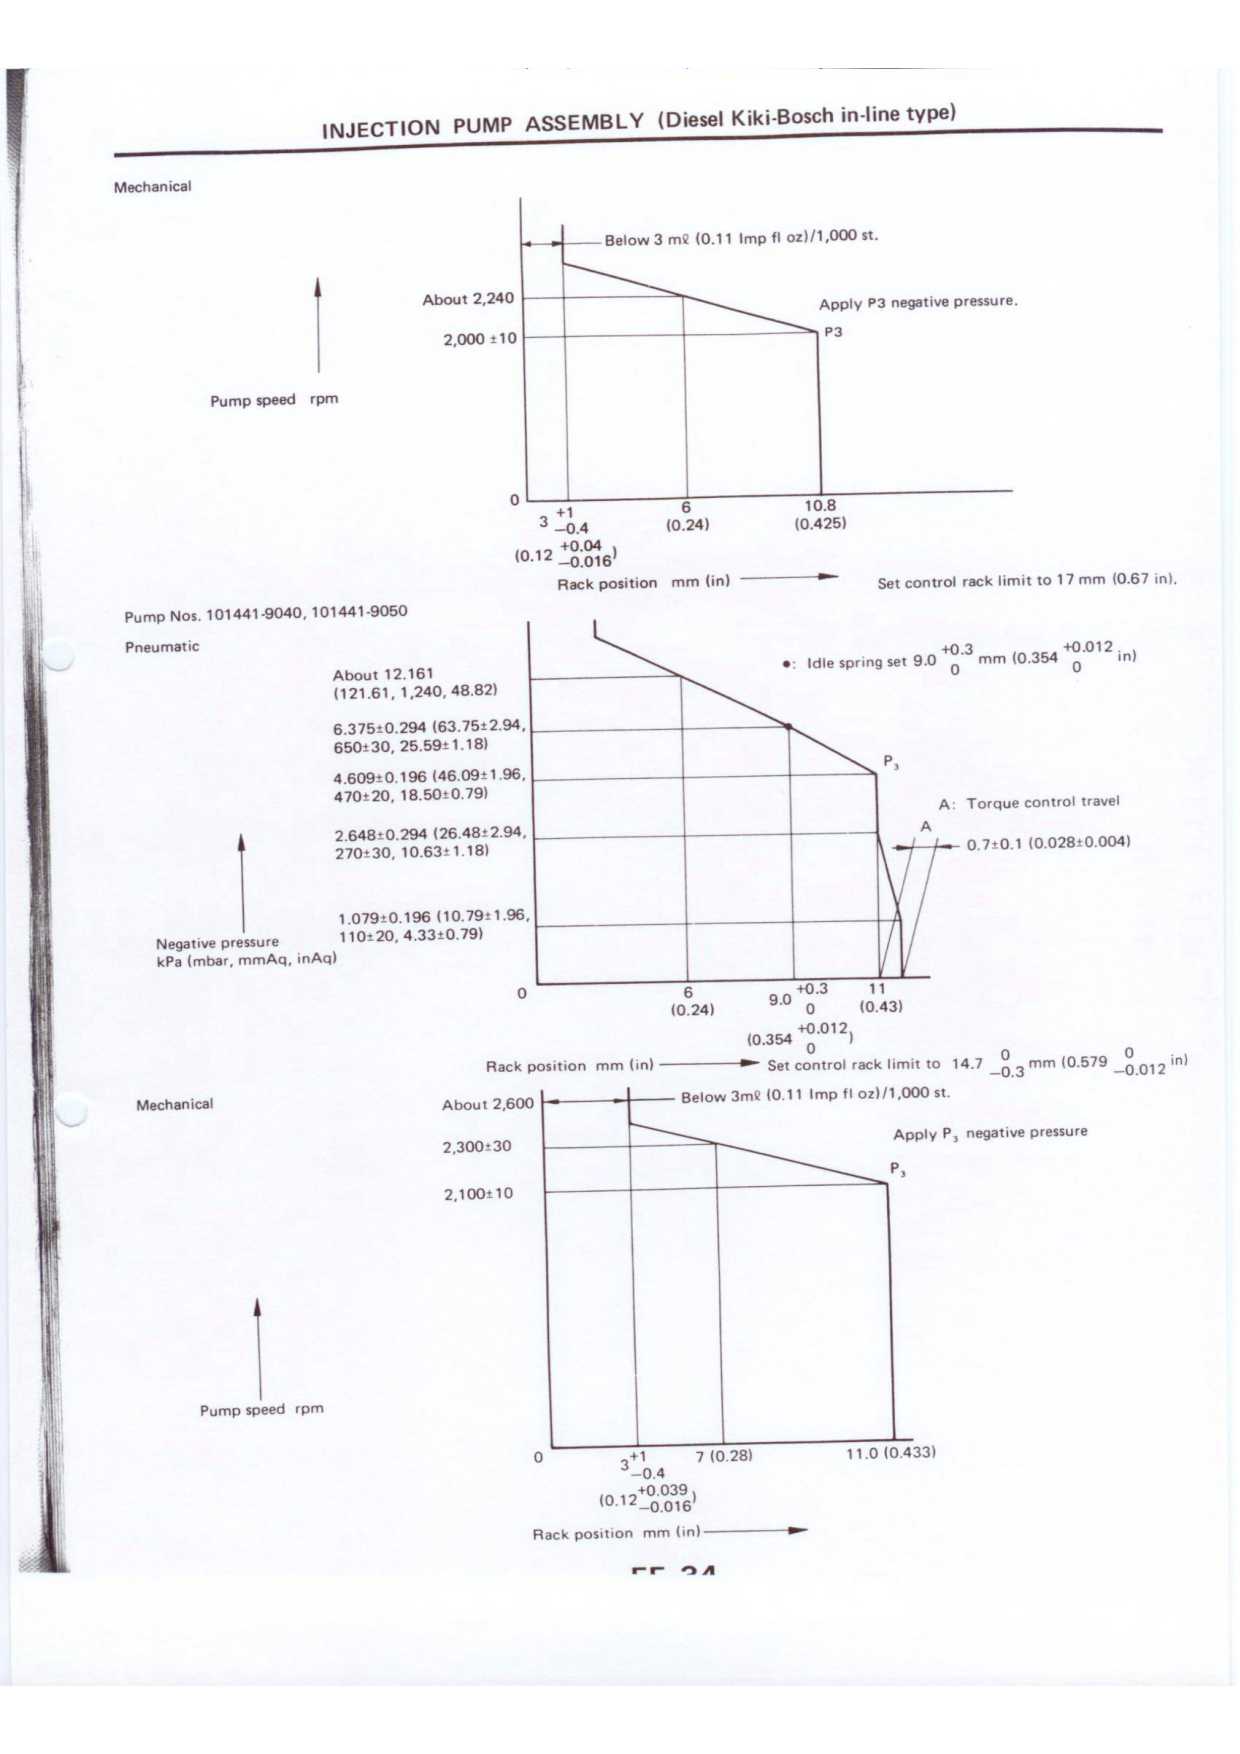 INJECTION PUMP ASSEMBLY (Diesel Kiki-Bosch in-line type)
Mechanical
Below 3 mℓ (0.11 Imp fl oz)/1,000 st.
About 2,240
Apply P3 negative pressure.
2,000 ±10
P3
Pump speed rpm
0
3 +1 −0.4
6
10.8
(0.24)
(0.425)
(0.12 +0.04 −0.016)
Rack position mm (in)
Set control rack limit to 17 mm (0.67 in).
Pump Nos. 101441-9040, 101441-9050
Pneumatic
●: Idle spring set 9.0 +0.3 0 mm (0.354 +0.012 0 in)
About 12.161
(121.61, 1,240, 48.82)
6.375±0.294 (63.75±2.94,
650±30, 25.59±1.18)
P₃
4.609±0.196 (46.09±1.96,
470±20, 18.50±0.79)
A: Torque control travel
A
2.648±0.294 (26.48±2.94,
270±30, 10.63±1.18)
0.7±0.1 (0.028±0.004)
1.079±0.196 (10.79±1.96,
110±20, 4.33±0.79)
Negative pressure
kPa (mbar, mmAq, inAq)
0
6
9.0 +0.3 0
11
(0.24)
(0.43)
(0.354 +0.012 0)
Rack position mm (in)
Set control rack limit to 14.7 0 −0.3 mm (0.579 0 −0.012 in)
Mechanical
About 2,600
Below 3mℓ (0.11 Imp fl oz)/1,000 st.
2,300±30
Apply P₃ negative pressure
P₃
2,100±10
Pump speed rpm
0
3 +1 −0.4
7 (0.28)
11.0 (0.433)
(0.12 +0.039 −0.016)
Rack position mm (in)